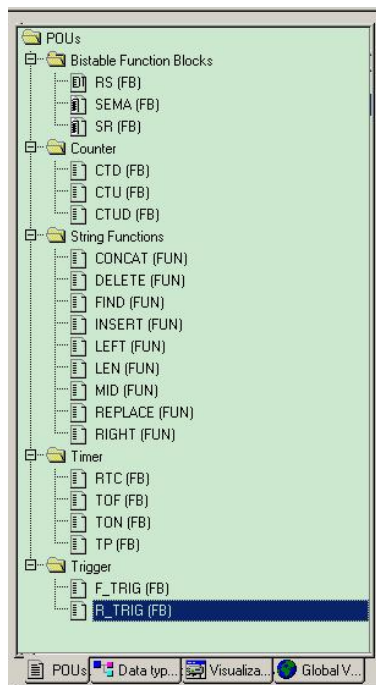 POUs
Bistable Function Blocks
RS (FB)
SEMA (FB)
SR (FB)
Counter
CTD (FB)
CTU (FB)
CTUD (FB)
String Functions
CONCAT (FUN)
DELETE (FUN)
FIND (FUN)
INSERT (FUN)
LEFT (FUN)
LEN (FUN)
MID (FUN)
REPLACE (FUN)
RIGHT (FUN)
Timer
RTC (FB)
TOF (FB)
TON (FB)
TP (FB)
Trigger
F_TRIG (FB)
R_TRIG (FB)
POUs Data typ... Visualiza... Global V...